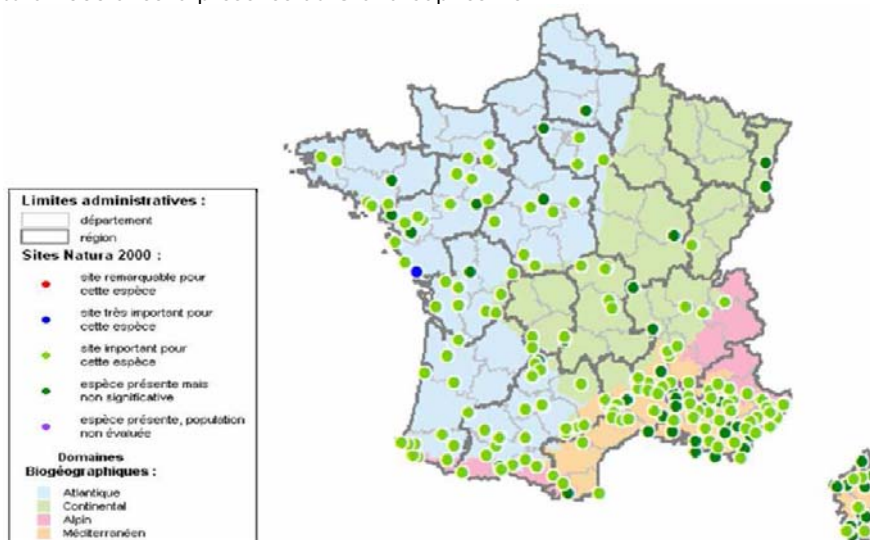 Limites administratives :
département
région
Sites Natura 2000 :
site remarquable pour
cette espèce
site très important pour
cette espèce
site important pour
cette espèce
espèce présente mais
non significative
espèce présente, population
non évaluée
Domaines
Biogéographiques :
Atlantique
Continental
Alpin
Méditerranéen